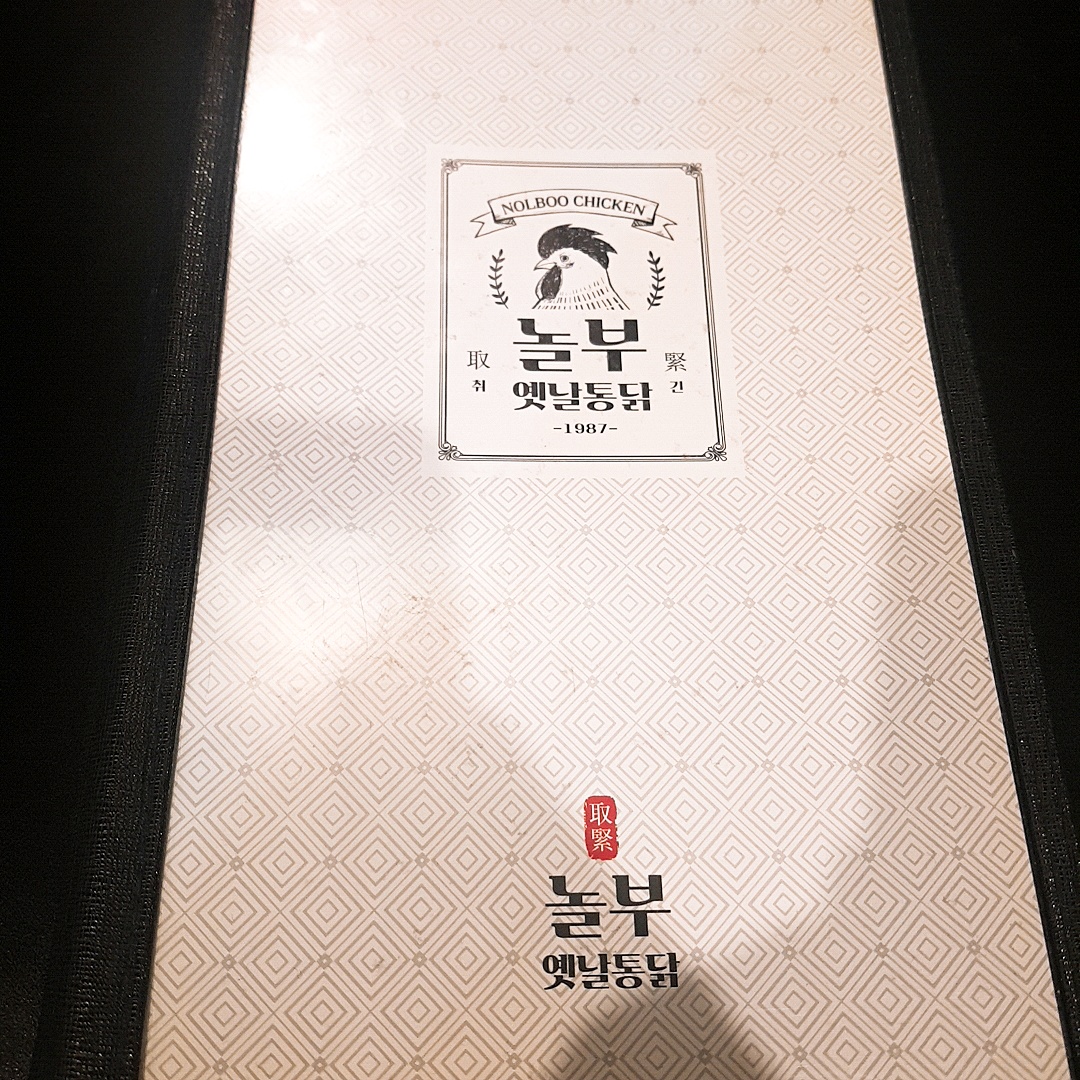 NOLBOO CHICKEN
놀부
取 緊
취 긴
옛날통닭
-1987-
取
緊
놀부
옛날통닭